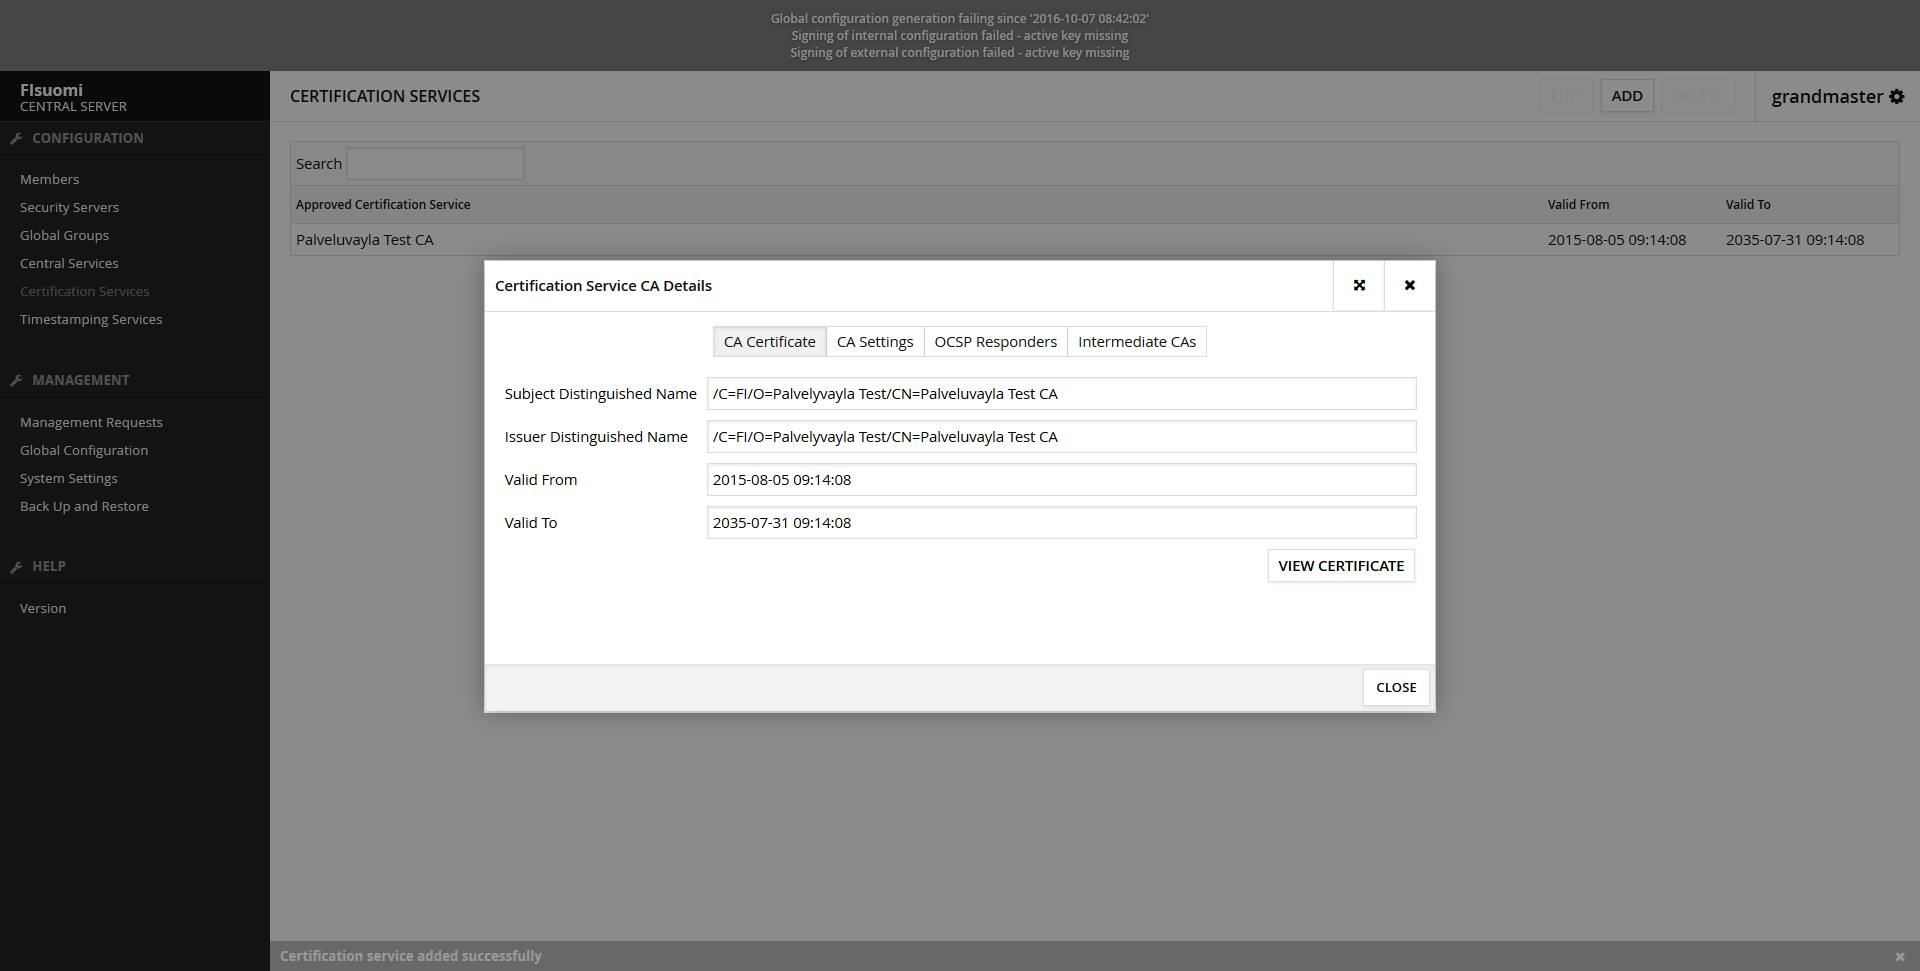 Global configuration generation failing since '2016-10-07 08:42:02'
Signing of internal configuration failed - active key missing
Signing of external configuration failed - active key missing
FIsuomi
CENTRAL SERVER
CONFIGURATION
Members
Security Servers
Global Groups
Central Services
Certification Services
Timestamping Services
MANAGEMENT
Management Requests
Global Configuration
System Settings
Back Up and Restore
HELP
Version
CERTIFICATION SERVICES
EDIT ADD DELETE
grandmaster
Search
Approved Certification Service Valid From Valid To
Palveluvayla Test CA 2015-08-05 09:14:08 2035-07-31 09:14:08
Certification Service CA Details
CA Certificate CA Settings OCSP Responders Intermediate CAs
Subject Distinguished Name /C=FI/O=Palvelyvayla Test/CN=Palveluvayla Test CA
Issuer Distinguished Name /C=FI/O=Palvelyvayla Test/CN=Palveluvayla Test CA
Valid From 2015-08-05 09:14:08
Valid To 2035-07-31 09:14:08
VIEW CERTIFICATE
CLOSE
Certification service added successfully